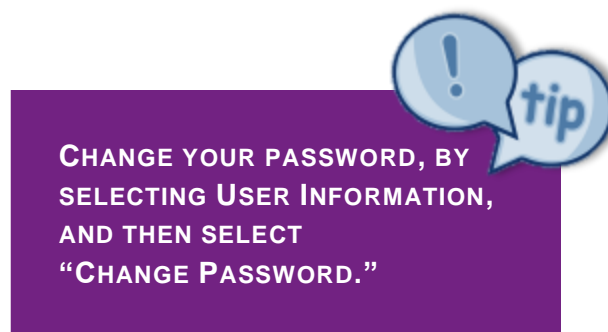 !
tip
CHANGE YOUR PASSWORD, BY
SELECTING USER INFORMATION,
AND THEN SELECT
“CHANGE PASSWORD.”